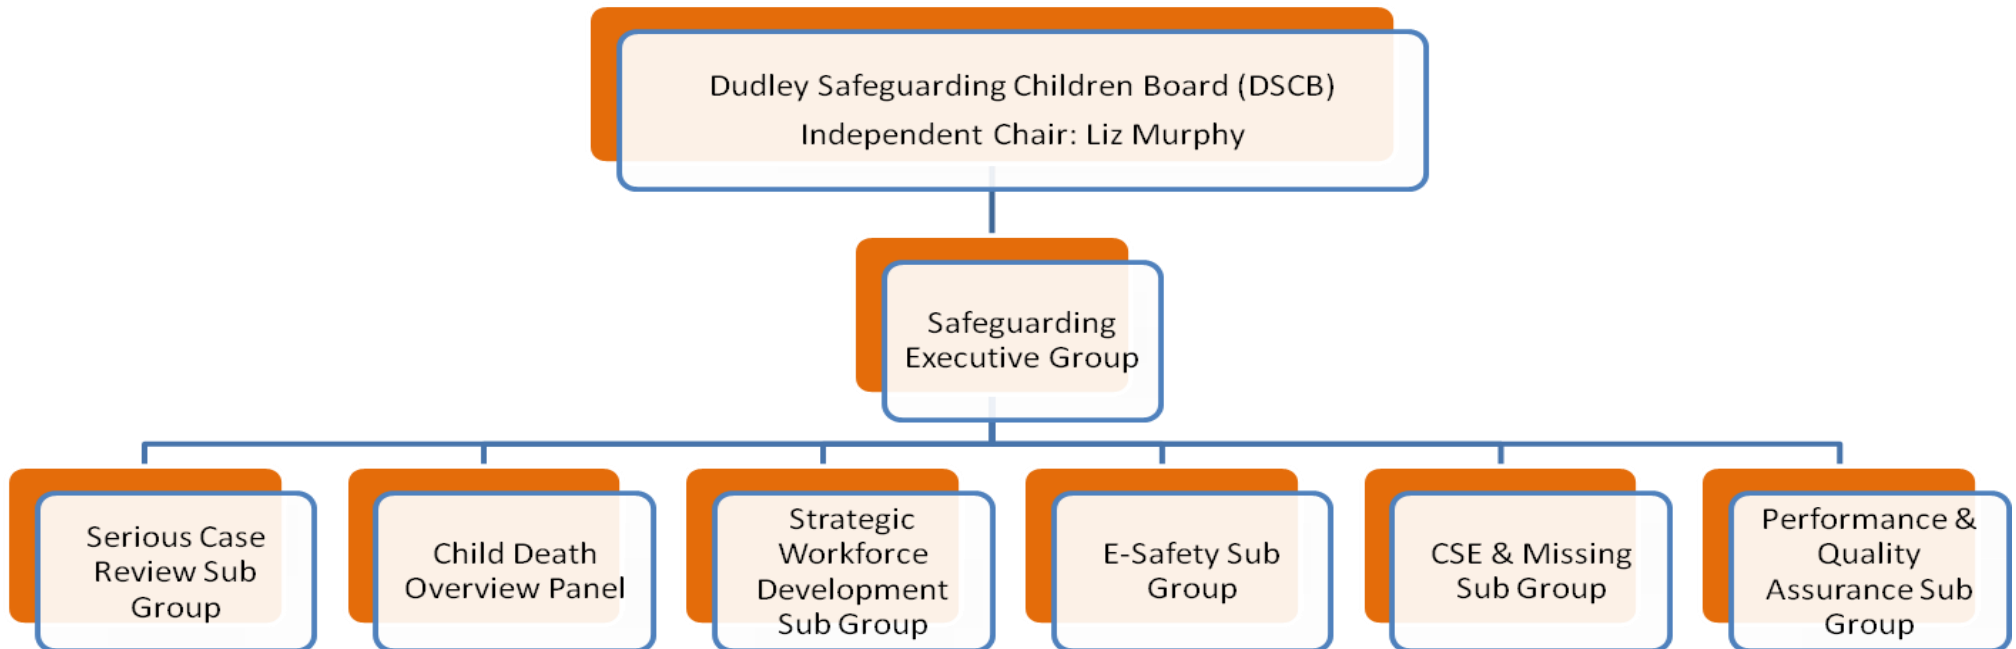 Dudley Safeguarding Children Board (DSCB)
Independent Chair: Liz Murphy
Safeguarding
Executive Group
Serious Case
Review Sub
Group
Child Death
Overview Panel
Strategic
Workforce
Development
Sub Group
E-Safety Sub
Group
CSE & Missing
Sub Group
Performance &
Quality
Assurance Sub
Group